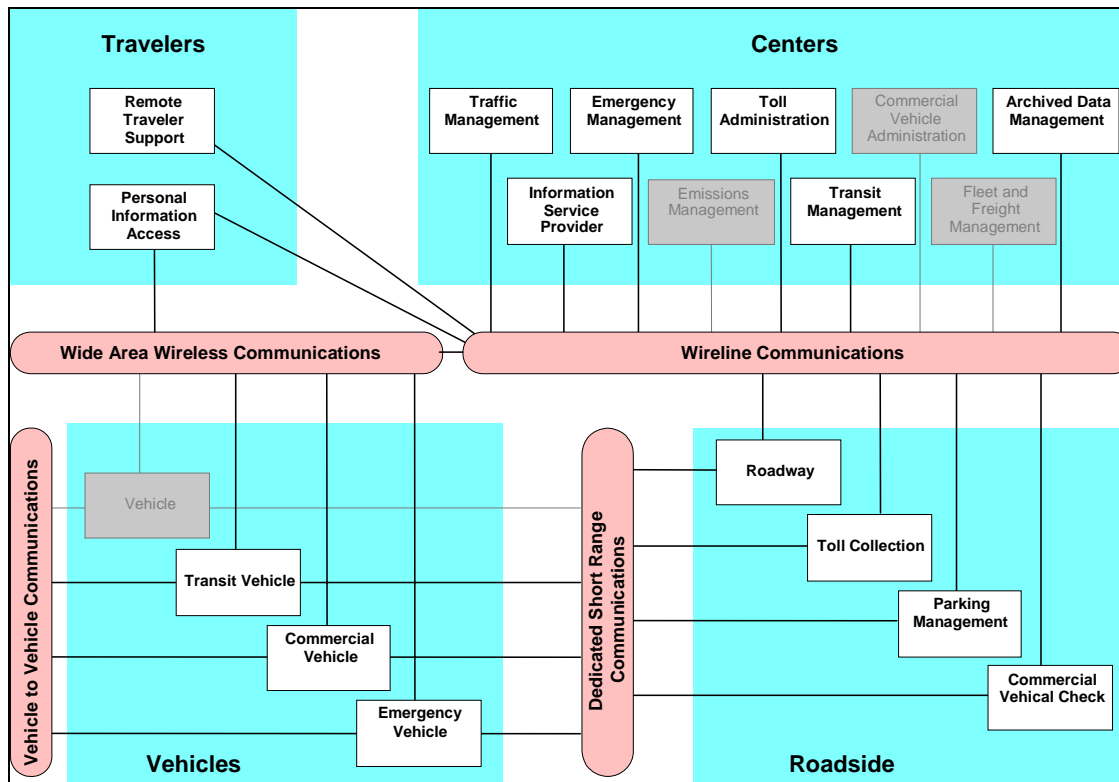 Travelers
Centers
Remote
Traveler
Support
Traffic
Management
Emergency
Management
Toll
Administration
Commercial
Vehicle
Administration
Archived Data
Management
Personal
Information
Access
Information
Service
Provider
Emissions
Management
Transit
Management
Fleet and
Freight
Management
Wide Area Wireless Communications
Wireline Communications
Vehicle to Vehicle Communications
Vehicle
Transit Vehicle
Commercial
Vehicle
Emergency
Vehicle
Vehicles
Dedicated Short Range
Communications
Roadway
Toll Collection
Parking
Management
Commercial
Vehical Check
Roadside